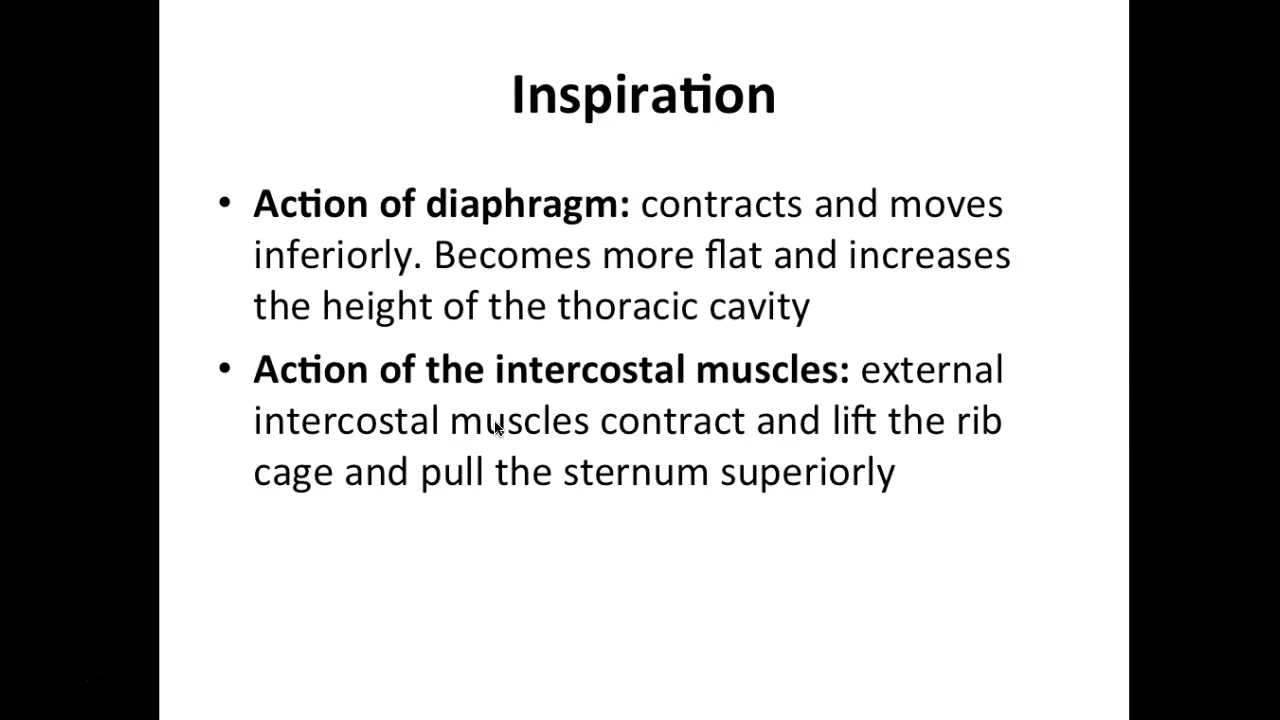 Inspiration
• Action of diaphragm: contracts and moves
inferiorly. Becomes more flat and increases
the height of the thoracic cavity
• Action of the intercostal muscles: external
intercostal muscles contract and lift the rib
cage and pull the sternum superiorly